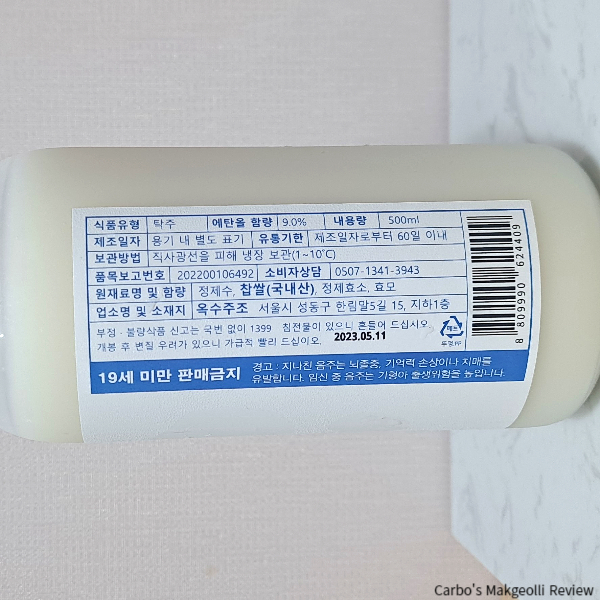 식품유형 탁주 에탄올 함량 9.0% 내용량 500ml
제조일자 용기 내 별도 표기 유통기한 제조일자로부터 60일 이내
보관방법 직사광선을 피해 냉장 보관(1~10℃)
품목보고번호 202200106492 소비자상담 0507-1341-3943
원재료명 및 함량 정제수, 찹쌀(국내산), 정제효소, 효모
업소명 및 소재지 옥수주조 서울시 성동구 한림말5길 15, 지하1층
부정·불량식품 신고는 국번 없이 1399 침전물이 있으니 흔들어 드십시오.
개봉 후 변질 우려가 있으니 가급적 빨리 드십시오. 2023.05.11
페트
19세 미만 판매금지
경고 : 지나친 음주는 뇌졸중, 기억력 손상이나 치매를
유발합니다. 임신 중 음주는 기형아 출생위험을 높입니다.
8 809990 624409
Carbo's Makgeolli Review